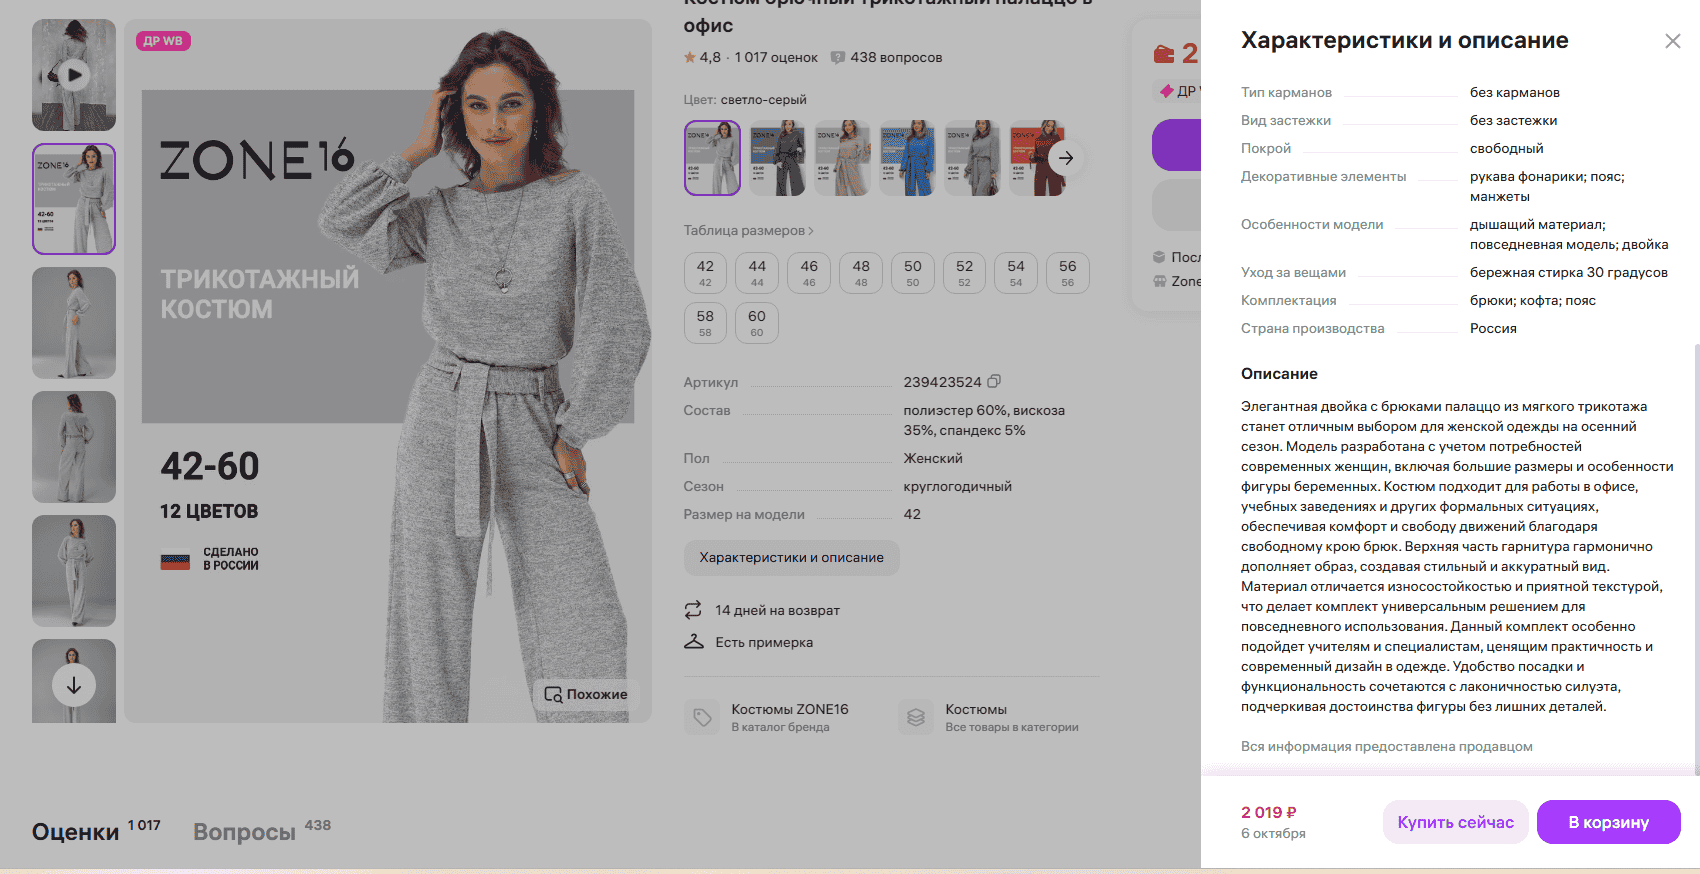 ДР WB
ZONE16
ТРИКОТАЖНЫЙ
КОСТЮМ
42-60
12 ЦВЕТОВ
СДЕЛАНО
В РОССИИ
Похожие
Костюм брючный трикотажный палаццо в
офис
4,8 · 1 017 оценок
438 вопросов
Цвет: светло-серый
Таблица размеров
42 44 46 48 50 52 54 56
42 44 46 48 50 52 54 56
58 60
58 60
Артикул 239423524
Состав полиэстер 60%, вискоза
35%, спандекс 5%
Пол Женский
Сезон круглогодичный
Размер на модели 42
Характеристики и описание
14 дней на возврат
Есть примерка
Костюмы ZONE16
В каталог бренда
Костюмы
Все товары в категории
2
ДР
Посл
Zone
Оценки 1 017
Вопросы 438
Характеристики и описание
Тип карманов без карманов
Вид застежки без застежки
Покрой свободный
Декоративные элементы рукава фонарики; пояс;
манжеты
Особенности модели дышащий материал;
повседневная модель; двойка
Уход за вещами бережная стирка 30 градусов
Комплектация брюки; кофта; пояс
Страна производства Россия
Описание
Элегантная двойка с брюками палаццо из мягкого трикотажа
станет отличным выбором для женской одежды на осенний
сезон. Модель разработана с учетом потребностей
современных женщин, включая большие размеры и особенности
фигуры беременных. Костюм подходит для работы в офисе,
учебных заведениях и других формальных ситуациях,
обеспечивая комфорт и свободу движений благодаря
свободному крою брюк. Верхняя часть гарнитура гармонично
дополняет образ, создавая стильный и аккуратный вид.
Материал отличается износостойкостью и приятной текстурой,
что делает комплект универсальным решением для
повседневного использования. Данный комплект особенно
подойдет учителям и специалистам, ценящим практичность и
современный дизайн в одежде. Удобство посадки и
функциональность сочетаются с лаконичностью силуэта,
подчеркивая достоинства фигуры без лишних деталей.
Вся информация предоставлена продавцом
2 019 ₽
6 октября
Купить сейчас
В корзину